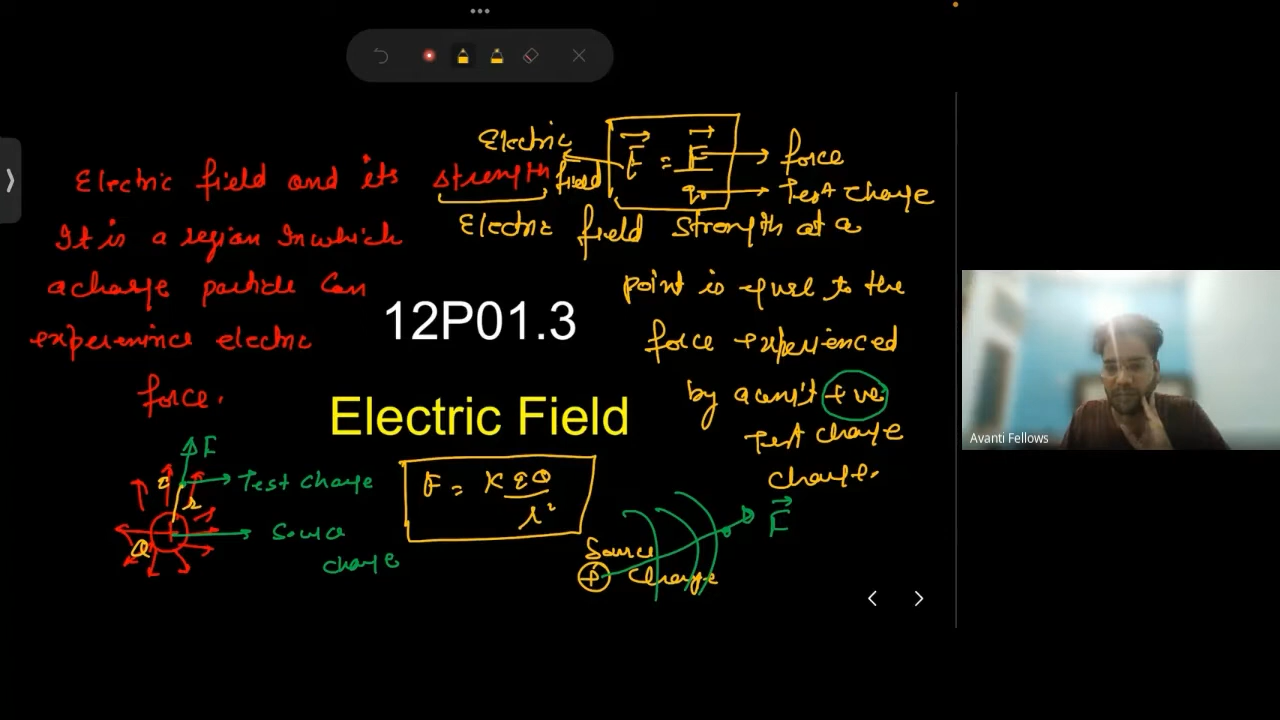 Electric field and its strength
It is a region In which
a charge particle can
experience electric
force.
Electric
field
E = F
q₀
force
Test charge
Electric field strength at a
point is equal to the
force experienced
by a unit +ve
Test charge
charge.
12P01.3
Electric Field
F
Test charge
Source
charge
Q
r
F = K q Q
r²
Source
+ charge
F
Avanti Fellows